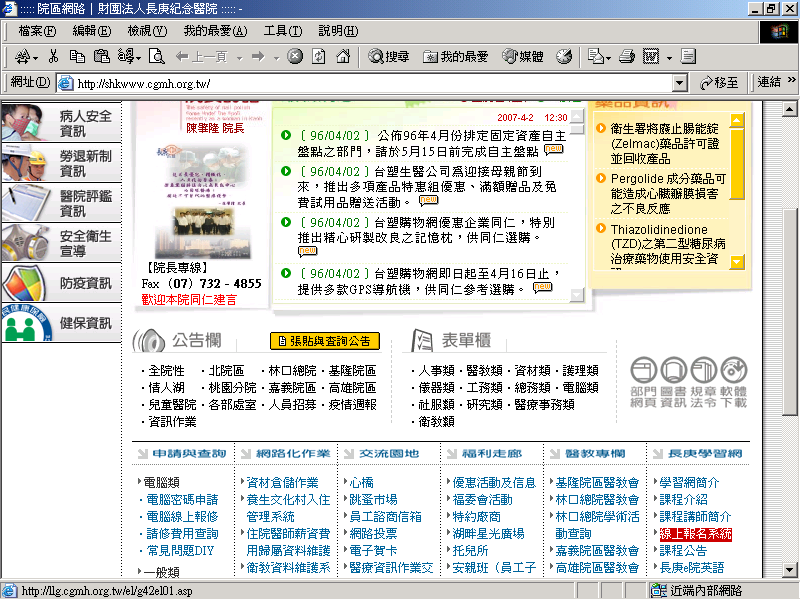 ::::: 院區網路｜財團法人長庚紀念醫院 ::::: -
檔案(F) 編輯(E) 檢視(V) 我的最愛(A) 工具(T) 說明(H)
上一頁 搜尋 我的最愛 媒體
網址(D) http://shkwww.cgmh.org.tw/ 移至 連結 »
病人安全
資訊
勞退新制
資訊
醫院評鑑
資訊
安全衛生
宣導
防疫資訊
健保資訊
陳肇隆 院長
【院長專線】
Fax（07）732 - 4855
歡迎本院同仁建言
2007-4-2 12:30
〔 96/04/02 〕公佈96年4月份排定固定資產自主
盤點之部門，請於5月15日前完成自主盤點 new
〔 96/04/02 〕台塑生醫公司為迎接母親節到
來，推出多項產品特惠組優惠、滿額贈品及免
費試用品贈送活動。 new
〔 96/04/02 〕台塑購物網優惠企業同仁，特別
推出精心研製改良之記憶枕，供同仁選購。
new
〔 96/04/02 〕台塑購物網即日起至4月16日止，
提供多款GPS導航機，供同仁參考選購。 new
藥品資訊
衛生署將廢止腸能錠
(Zelmac)藥品許可證
並回收產品
Pergolide 成分藥品可
能造成心臟瓣膜損害
之不良反應
Thiazolidinedione
(TZD)之第二型糖尿病
治療藥物使用安全資
公告欄 張貼與查詢公告
‧全院性 ‧北院區 ‧林口總院‧基隆院區
‧情人湖 ‧桃園分院‧嘉義院區‧高雄院區
‧兒童醫院‧各部處室‧人員招募‧疫情週報
‧資訊作業
表單櫃
‧人事類‧醫教類‧資材類‧護理類
‧儀器類‧工務類‧總務類‧電腦類
‧社服類‧研究類‧醫療事務類
‧衛教類
部門 圖書 規章 軟體
網頁 資訊 法令 下載
申請與查詢
電腦類
‧電腦密碼申請
‧電腦線上報修
‧請修費用查詢
‧常見問題DIY
一般類
網路化作業
資材倉儲作業
養生文化村入住
管理系統
住院醫師薪資費
用歸屬資料維護
衛教資料維護系
交流園地
心橋
跳蚤市場
員工諮商信箱
網路投票
電子賀卡
醫療資訊作業交
福利走廊
優惠活動及信息
福委會活動
特約廠商
湖畔星光廣場
托兒所
安親班（員工子
醫教專欄
基隆院區醫教會
林口總院醫教會
林口總院學術活
動查詢
嘉義院區醫教會
高雄院區醫教會
長庚學習網
學習網簡介
課程介紹
課程講師簡介
線上報名系統
課程公告
長庚e院英語
http://llg.cgmh.org.tw/el/g42el01.asp 近端內部網路